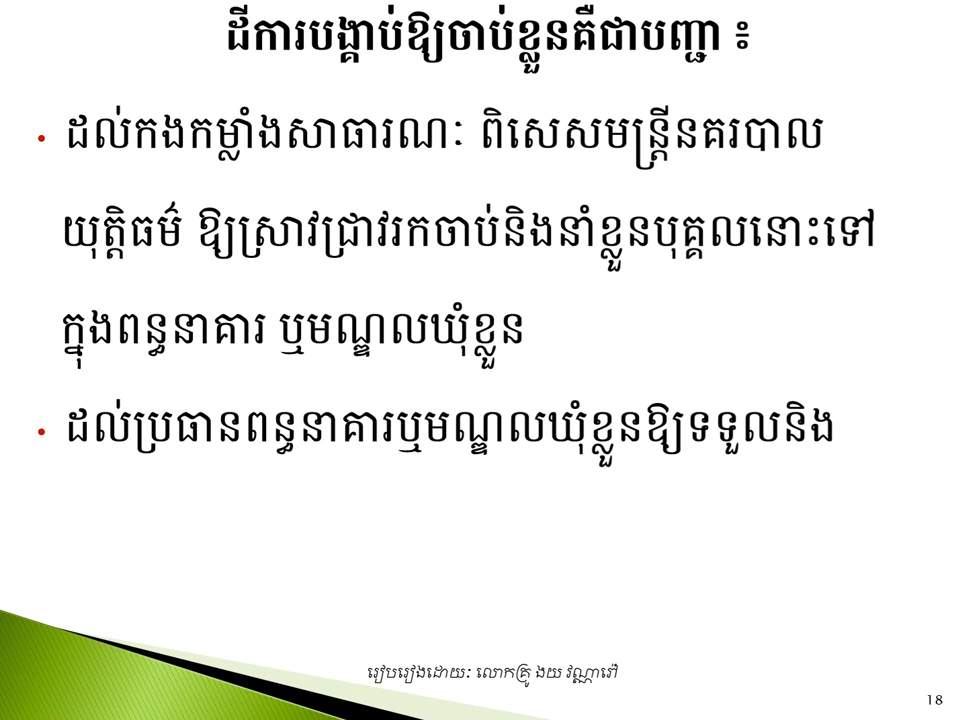 ដីការបង្គាប់ឱ្យចាប់ខ្លួនគឺជាបញ្ជា ៖
• ដល់កងកម្លាំងសាធារណៈ ពិសេសមន្ត្រីនគរបាល
យុត្តិធម៌ ឱ្យស្រាវជ្រាវរកចាប់និងនាំខ្លួនបុគ្គលនោះទៅ
ក្នុងពន្ធនាគារ ឬមណ្ឌលឃុំខ្លួន
• ដល់ប្រធានពន្ធនាគារឬមណ្ឌលឃុំខ្លួនឱ្យទទួលនិង
រៀបរៀងដោយ: លោកគ្រូ ងយ វណ្ណារៅ
18